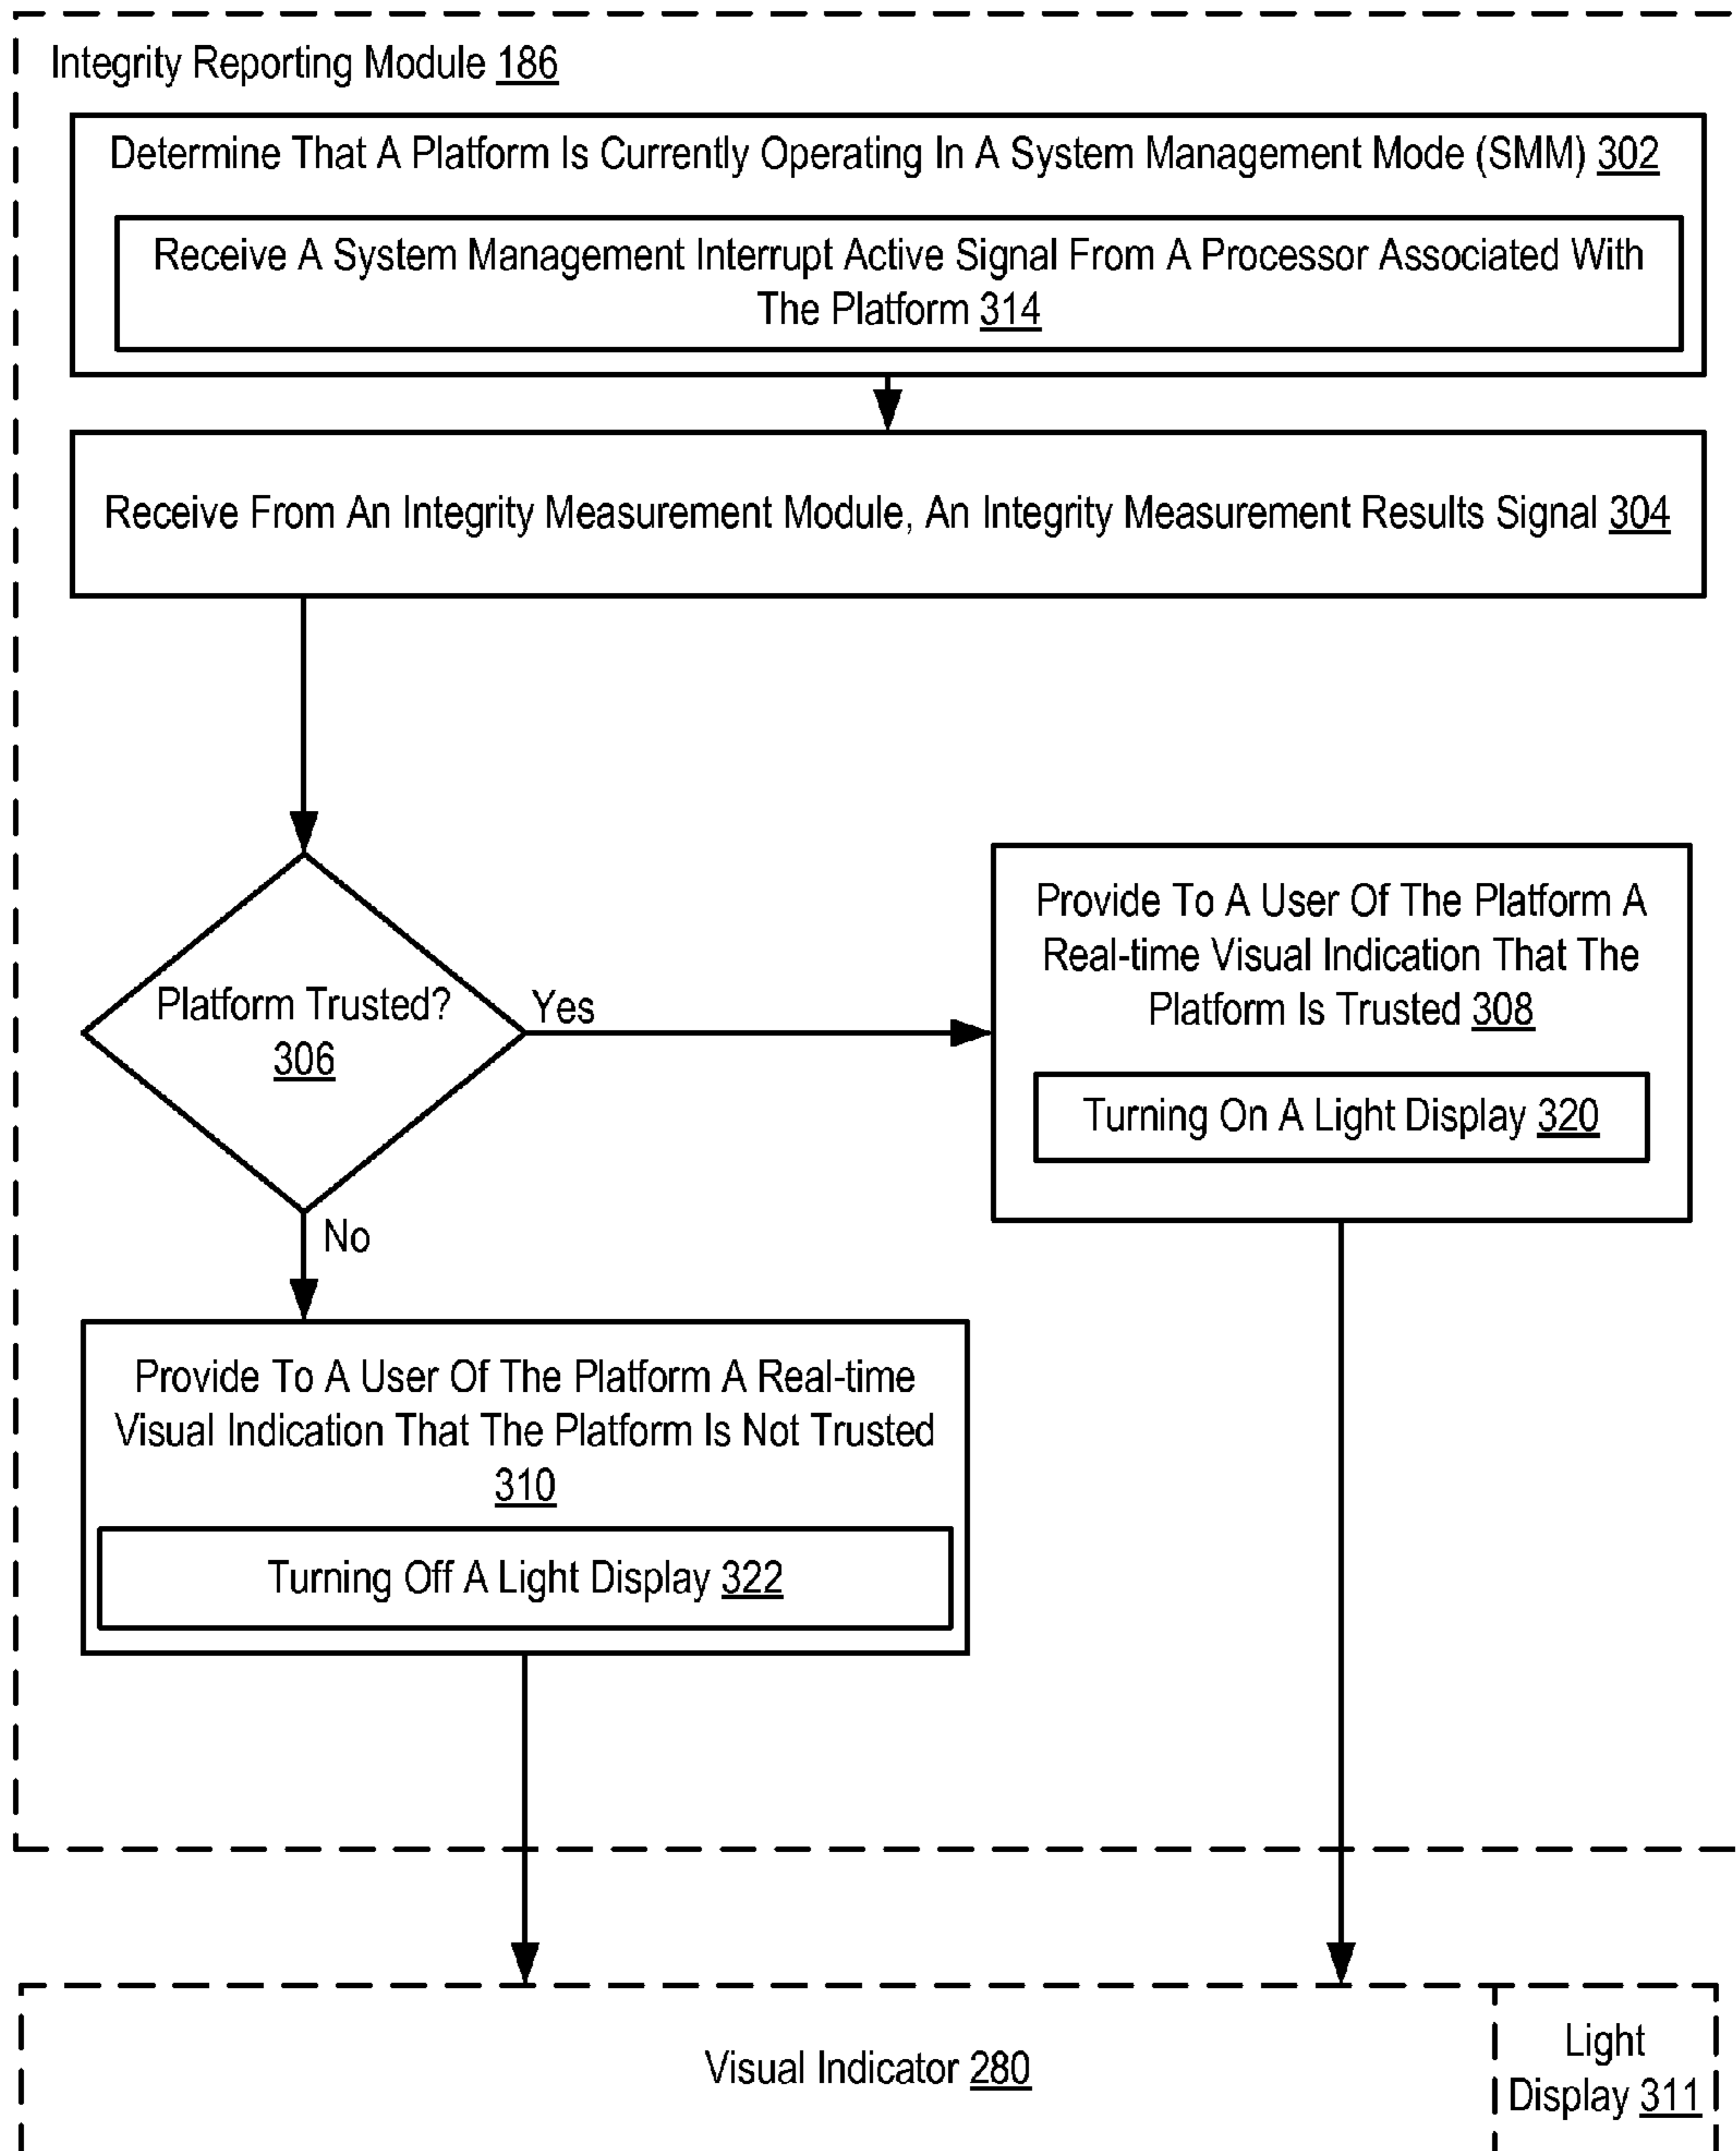 Integrity Reporting Module 186
Determine That A Platform Is Currently Operating In A System Management Mode (SMM) 302
Receive A System Management Interrupt Active Signal From A Processor Associated With
The Platform 314
Receive From An Integrity Measurement Module, An Integrity Measurement Results Signal 304
Platform Trusted?
306
Yes
No
Provide To A User Of The Platform A
Real-time Visual Indication That The
Platform Is Trusted 308
Turning On A Light Display 320
Provide To A User Of The Platform A Real-time
Visual Indication That The Platform Is Not Trusted
310
Turning Off A Light Display 322
Visual Indicator 280
Light
Display 311